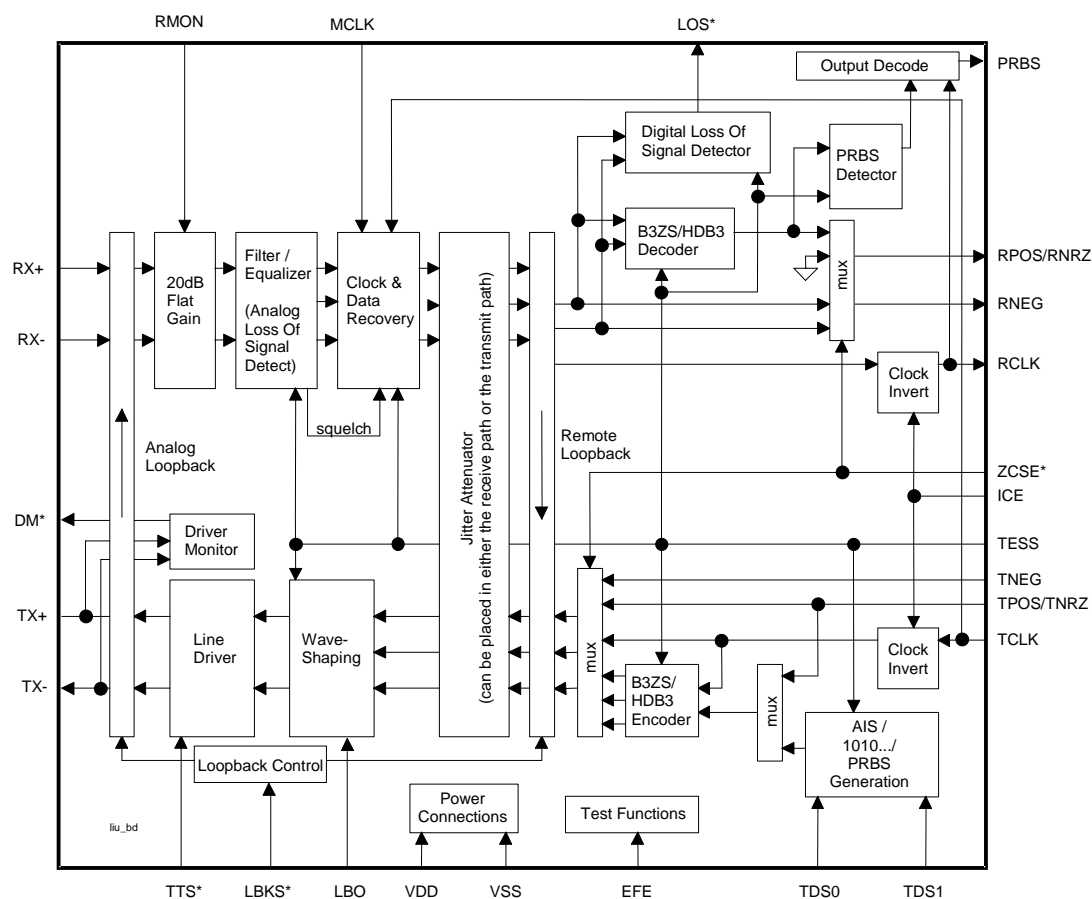 RMON
MCLK
LOS*
Output Decode
PRBS
Digital Loss Of
Signal Detector
PRBS
Detector
B3ZS/HDB3
Decoder
mux
RX+
RX-
20dB
Flat
Gain
Filter /
Equalizer
(Analog
Loss Of
Signal
Detect)
Clock &
Data
Recovery
RPOS/RNRZ
RNEG
RCLK
Clock
Invert
squelch
Analog
Loopback
Jitter Attenuator
(can be placed in either the receive path or the transmit path)
Remote
Loopback
ZCSE*
ICE
DM*
Driver
Monitor
TESS
TNEG
TPOS/TNRZ
TCLK
TX+
TX-
Line
Driver
Wave-
Shaping
mux
B3ZS/
HDB3
Encoder
mux
Clock
Invert
AIS /
1010.../
PRBS
Generation
Loopback Control
Power
Connections
Test Functions
liu_bd
TTS*
LBKS*
LBO
VDD
VSS
EFE
TDS0
TDS1